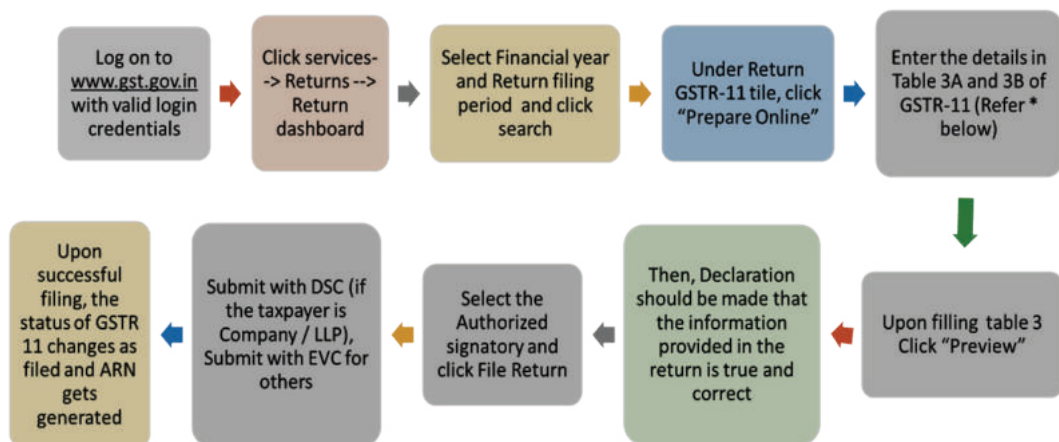 Log on to
www.gst.gov.in
with valid login
credentials
Click services-
-> Returns -->
Return
dashboard
Select Financial year
and Return filing
period and click
search
Under Return
GSTR-11 tile, click
“Prepare Online”
Enter the details in
Table 3A and 3B of
GSTR-11 (Refer *
below)
Upon filling table 3
Click “Preview”
Then, Declaration
should be made that
the information
provided in the
return is true and
correct
Select the
Authorized
signatory and
click File Return
Submit with DSC (if
the taxpayer is
Company / LLP),
Submit with EVC for
others
Upon
successful
filing, the
status of GSTR
11 changes as
filed and ARN
gets
generated